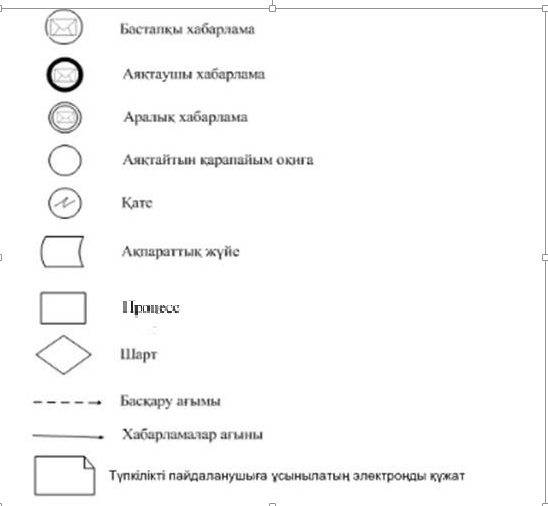 Бастапқы хабарлама
Аяқтаушы хабарлама
Аралық хабарлама
Аяқтайтын қарапайым оқиға
Қате
Ақпараттық жүйе
Процесс
Шарт
Басқару ағымы
Хабарламалар ағыны
Түпкілікті пайдаланушыға ұсынылатын электронды құжат